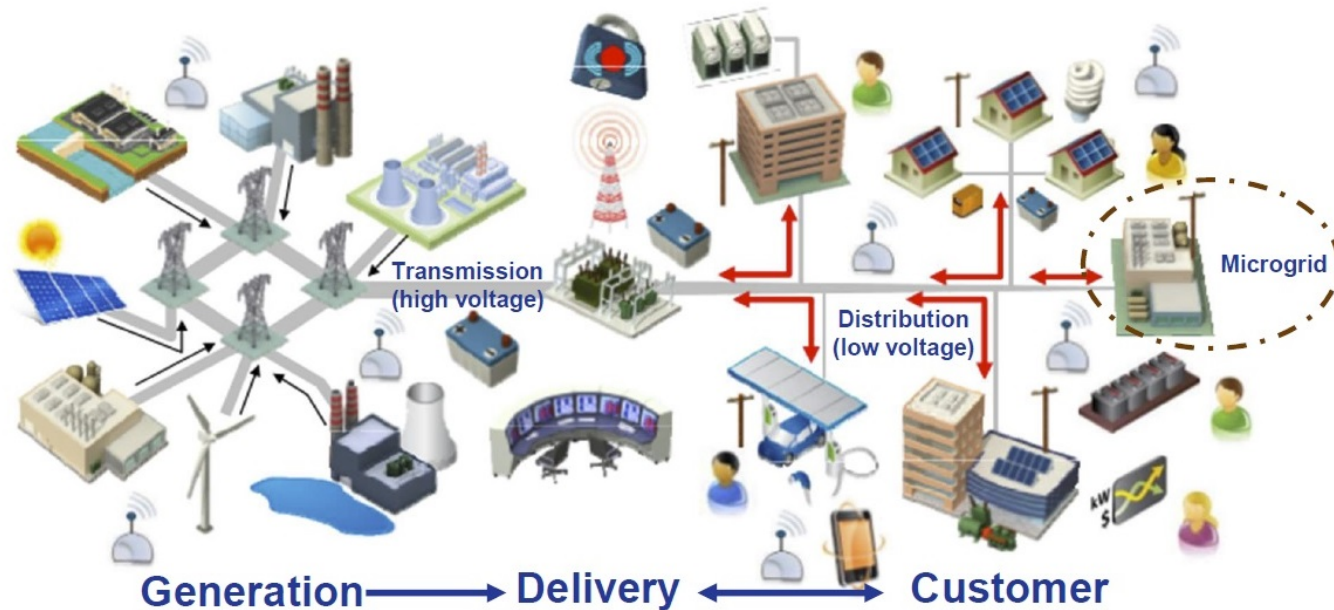 Transmission
(high voltage)
Distribution
(low voltage)
Microgrid
kW
$
Generation
Delivery
Customer